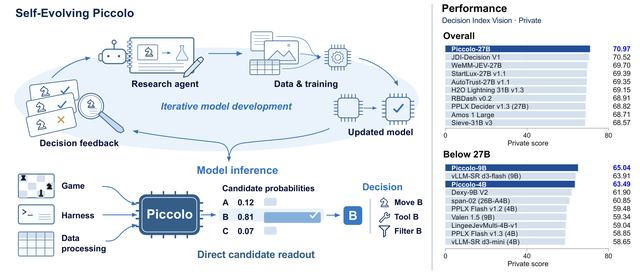 Self-Evolving Piccolo
Research agent
Data & training
Iterative model development
Updated model
Decision feedback
Model inference
Game
Harness
Data
processing
Piccolo
Candidate probabilities
A 0.12
B 0.81
C 0.07
B
Decision
Move B
Tool B
Filter B
Direct candidate readout
Performance
Decision Index Vision · Private
Overall
Piccolo-27B 70.97
JDI-Decision V1 70.52
WeMM-JEV-27B 69.70
StartLux-27B v1.1 69.39
AutoTrust-27B v1.1 69.35
H2O Lightning 31B v1.3 69.15
RBDash v0.2 68.91
PPLX Decider v1.3 (27B) 68.82
Amos 1 Large 68.71
Sieve-31B v3 68.57
0 40 80
Private score
Below 27B
Piccolo-9B 65.04
vLLM-SR d3-flash (9B) 63.91
Piccolo-4B 63.49
Dexy-9B V2 61.90
span-02 (26B-A4B) 60.85
PPLX Flash v1.2 (4B) 59.48
Valen 1.5 (9B) 59.34
LingeeJevMulti-4B-v1 59.04
PPLX Flash v1.3 (4B) 58.85
vLLM-SR d3-mini (4B) 58.65
0 40 80
Private score